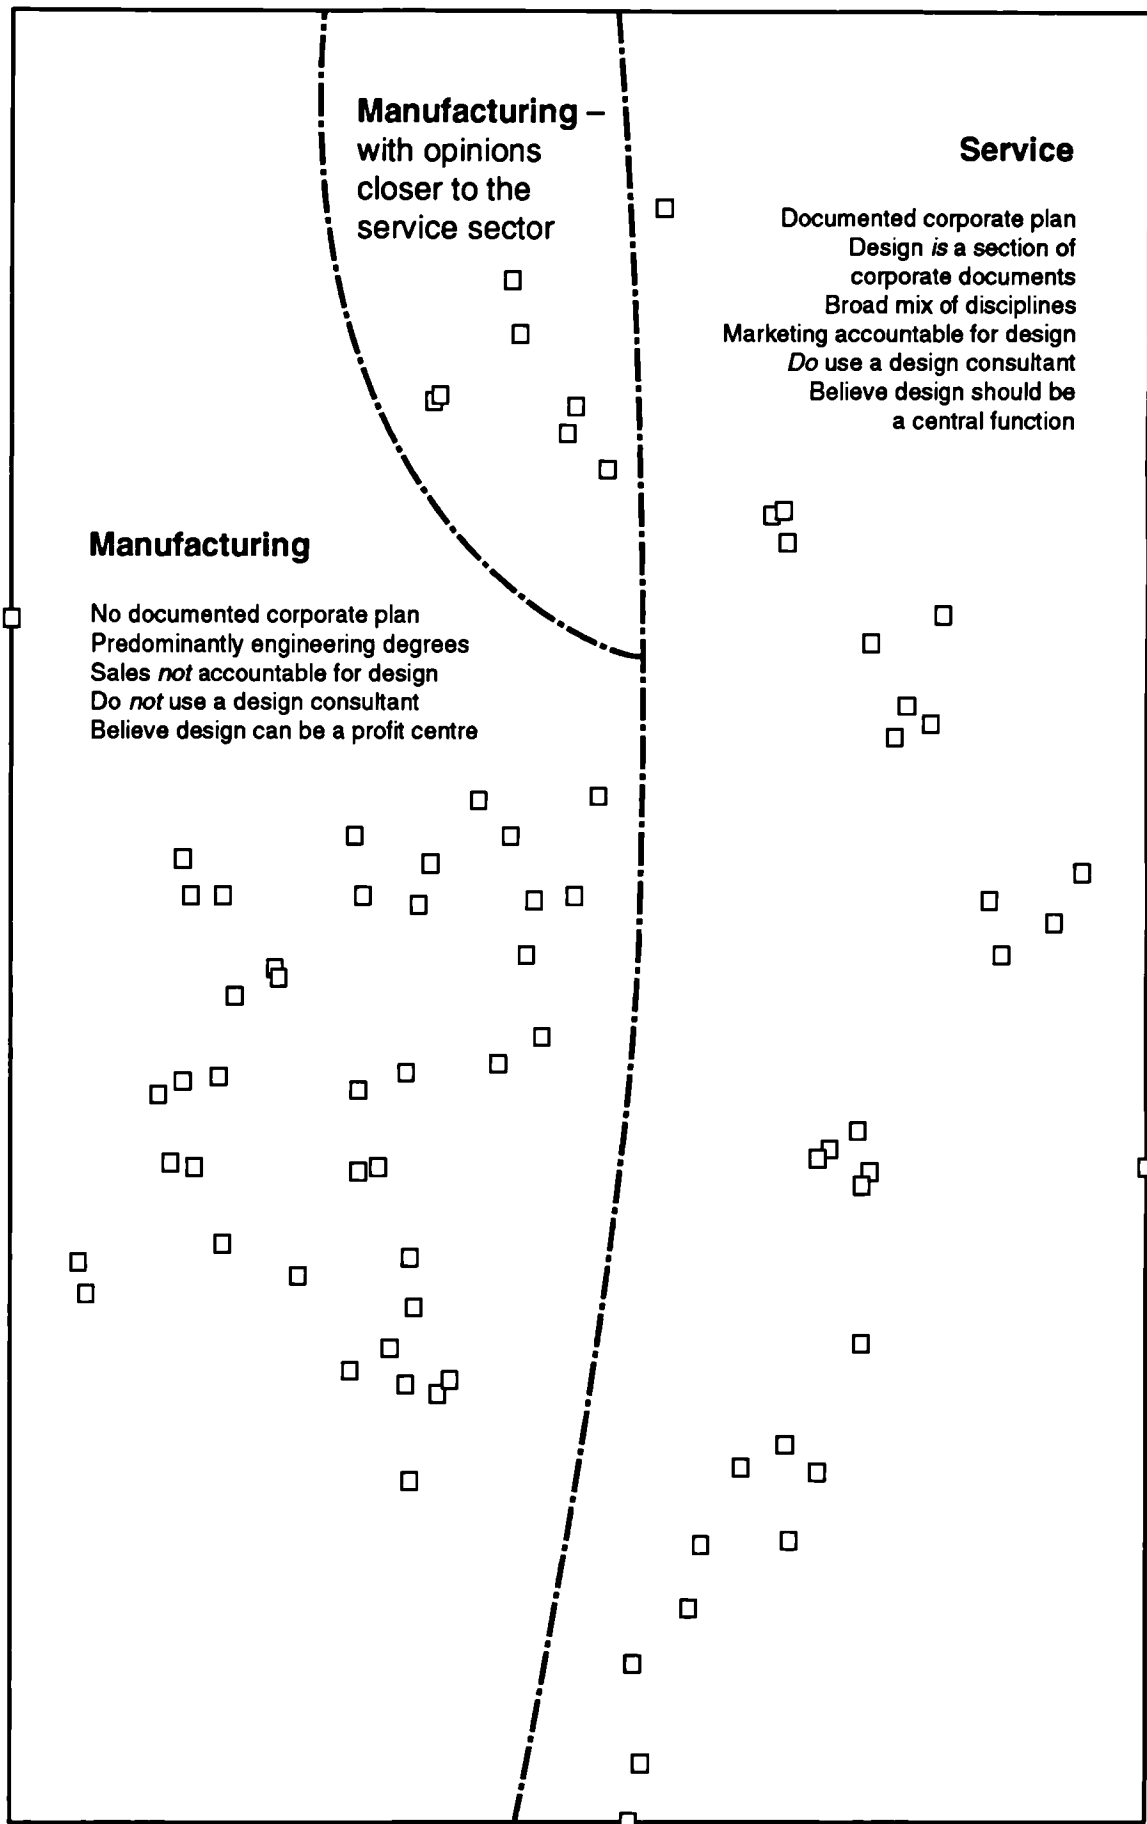 Manufacturing –
with opinions
closer to the
service sector
Service
Documented corporate plan
Design is a section of
corporate documents
Broad mix of disciplines
Marketing accountable for design
Do use a design consultant
Believe design should be
a central function
Manufacturing
No documented corporate plan
Predominantly engineering degrees
Sales not accountable for design
Do not use a design consultant
Believe design can be a profit centre